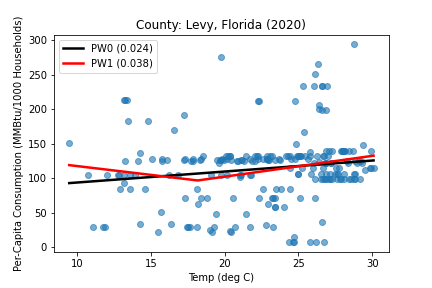 County: Levy, Florida (2020)
Per-Capita Consumption (MMBtu/1000 Households)
300
250
200
150
100
50
0
PW0 (0.024)
PW1 (0.038)
10
15
20
25
30
Temp (deg C)